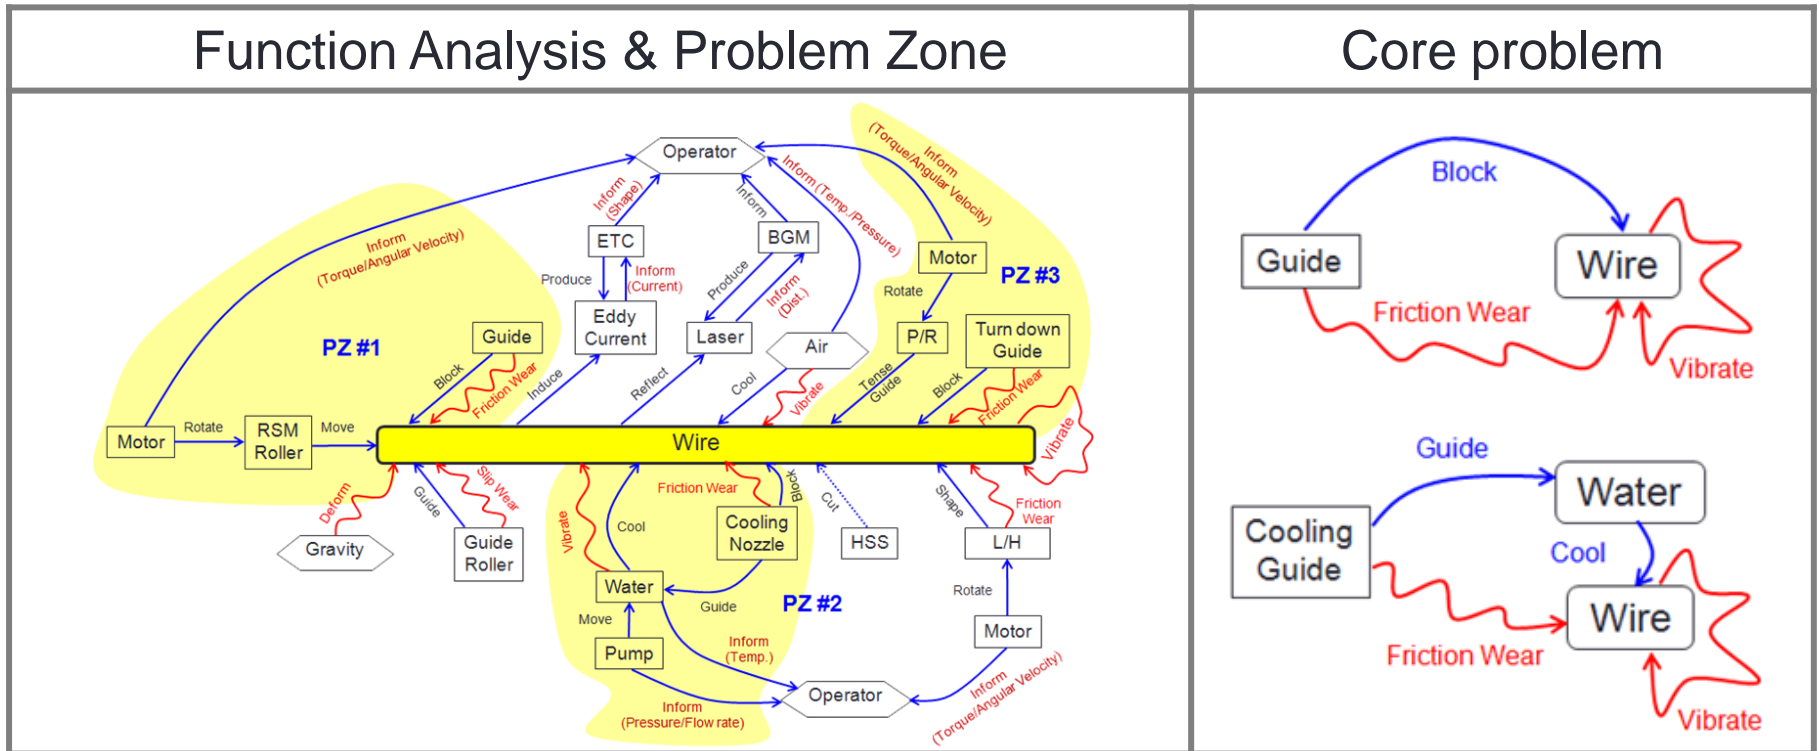 Function Analysis & Problem Zone
Core problem
Operator
Inform
(Torque/Angular Velocity)
Inform
(Shape)
Inform
Inform (Temp./Pressure)
Inform
(Torque/Angular Velocity)
ETC
BGM
Motor
PZ #3
Produce
Inform
(Current)
Produce
Inform
(Dist.)
Rotate
Guide
PZ #1
Eddy
Current
Laser
Air
P/R
Turn down
Guide
Block
Friction Wear
Induce
Reflect
Cool
Vibrate
Tense
Guide
Block
Friction Wear
Motor
Rotate
RSM
Roller
Move
Wire
Vibrate
Deform
Guide
Slip Wear
Vibrate
Cool
Friction Wear
Block
Cut
Shape
Friction
Wear
Gravity
Guide
Roller
Cooling
Nozzle
HSS
L/H
Water
Guide
PZ #2
Rotate
Move
Pump
Inform
(Temp.)
Motor
Operator
Inform
(Pressure/Flow rate)
Inform
(Torque/Angular Velocity)
Block
Guide
Wire
Friction Wear
Vibrate
Guide
Water
Cooling
Guide
Cool
Wire
Friction Wear
Vibrate